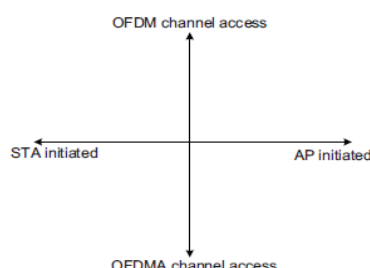 OFDM channel access
STA initiated
AP initiated
OFDMA channel access